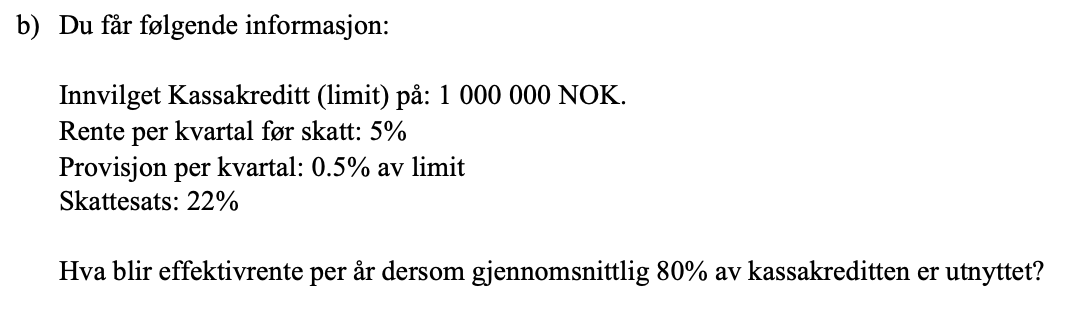 b) Du får følgende informasjon:
Innvilget Kassakreditt (limit) på: 1 000 000 NOK.
Rente per kvartal før skatt: 5%
Provisjon per kvartal: 0.5% av limit
Skattesats: 22%
Hva blir effektivrente per år dersom gjennomsnittlig 80% av kassakreditten er utnyttet?